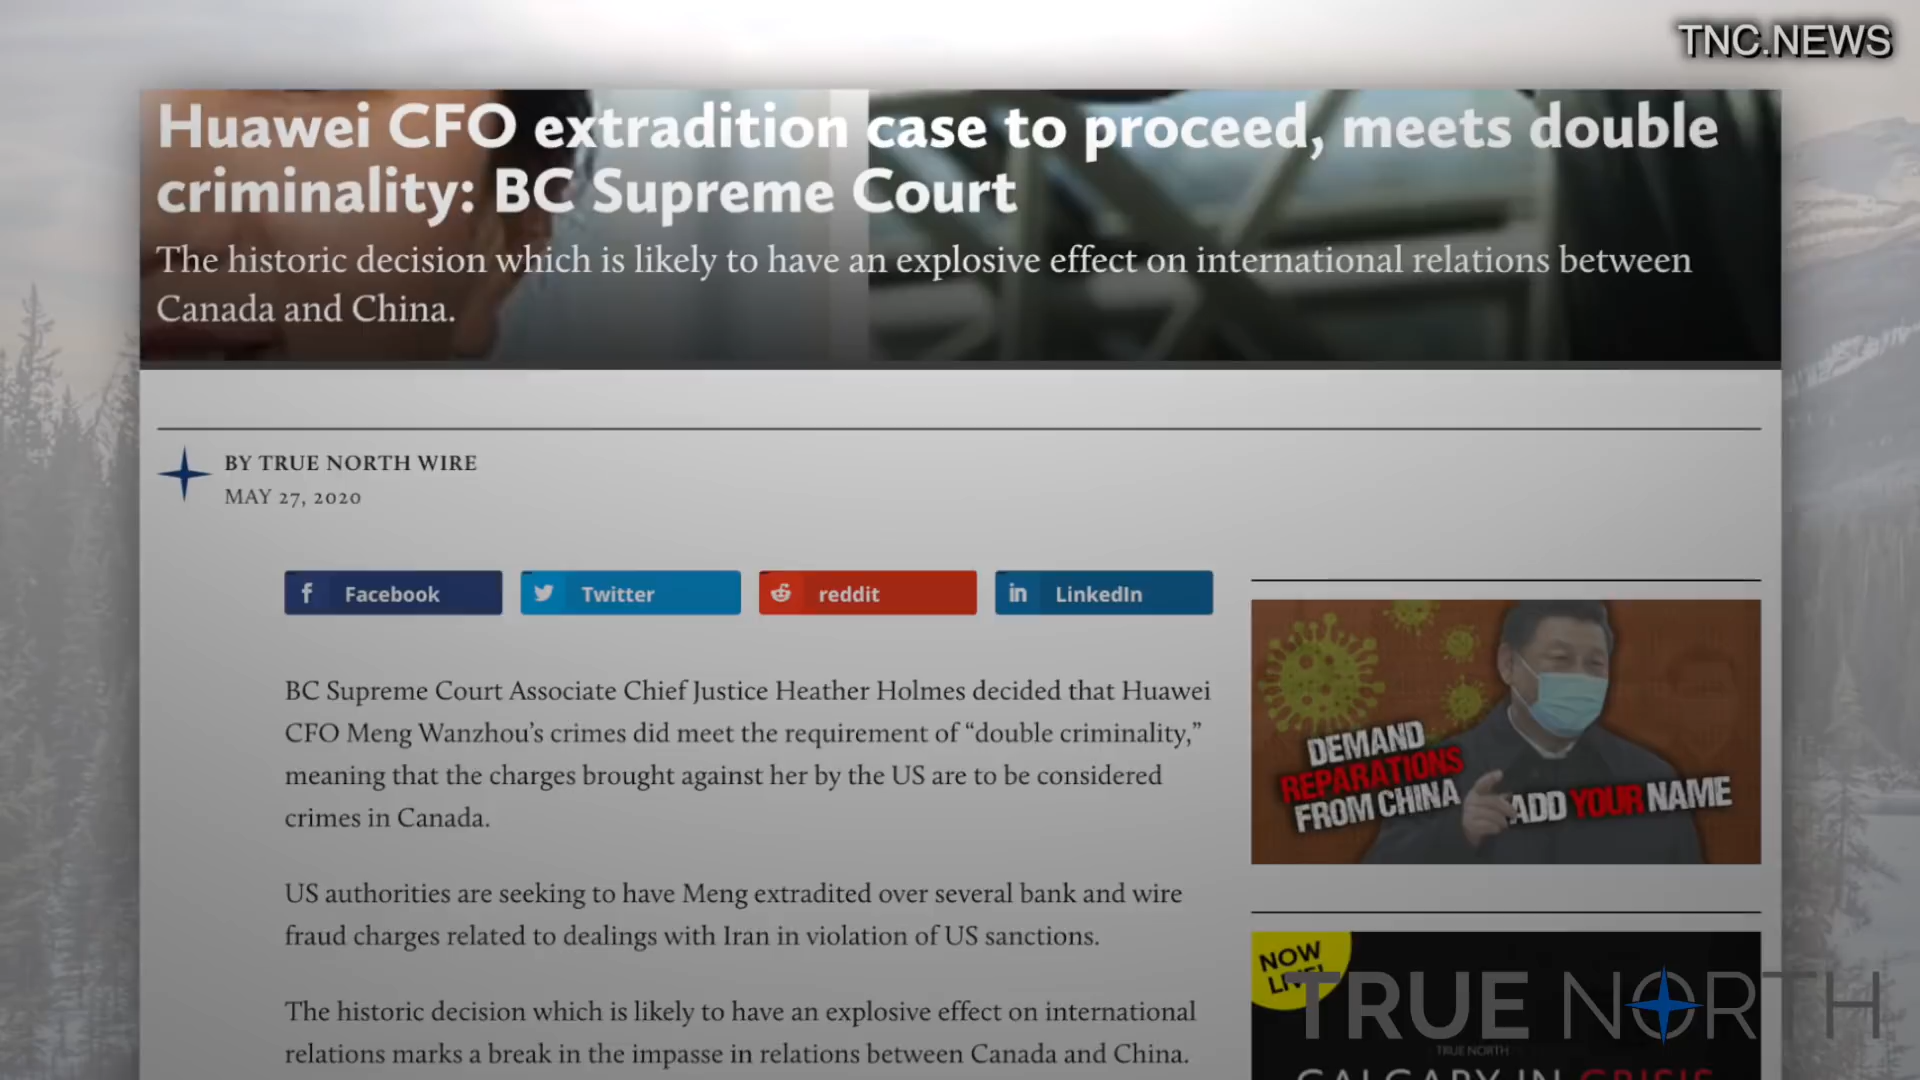 TNC.NEWS
Huawei CFO extradition case to proceed, meets double
criminality: BC Supreme Court
The historic decision which is likely to have an explosive effect on international relations between
Canada and China.
BY TRUE NORTH WIRE
MAY 27, 2020
Facebook
Twitter
reddit
LinkedIn
BC Supreme Court Associate Chief Justice Heather Holmes decided that Huawei
CFO Meng Wanzhou’s crimes did meet the requirement of “double criminality,”
meaning that the charges brought against her by the US are to be considered
crimes in Canada.
US authorities are seeking to have Meng extradited over several bank and wire
fraud charges related to dealings with Iran in violation of US sanctions.
The historic decision which is likely to have an explosive effect on international
relations marks a break in the impasse in relations between Canada and China.
DEMAND
REPARATIONS
FROM CHINA
ADD YOUR NAME
NOW
LIVE!
TRUE NORTH
TRUE NORTH
CALGARY IN CRISIS